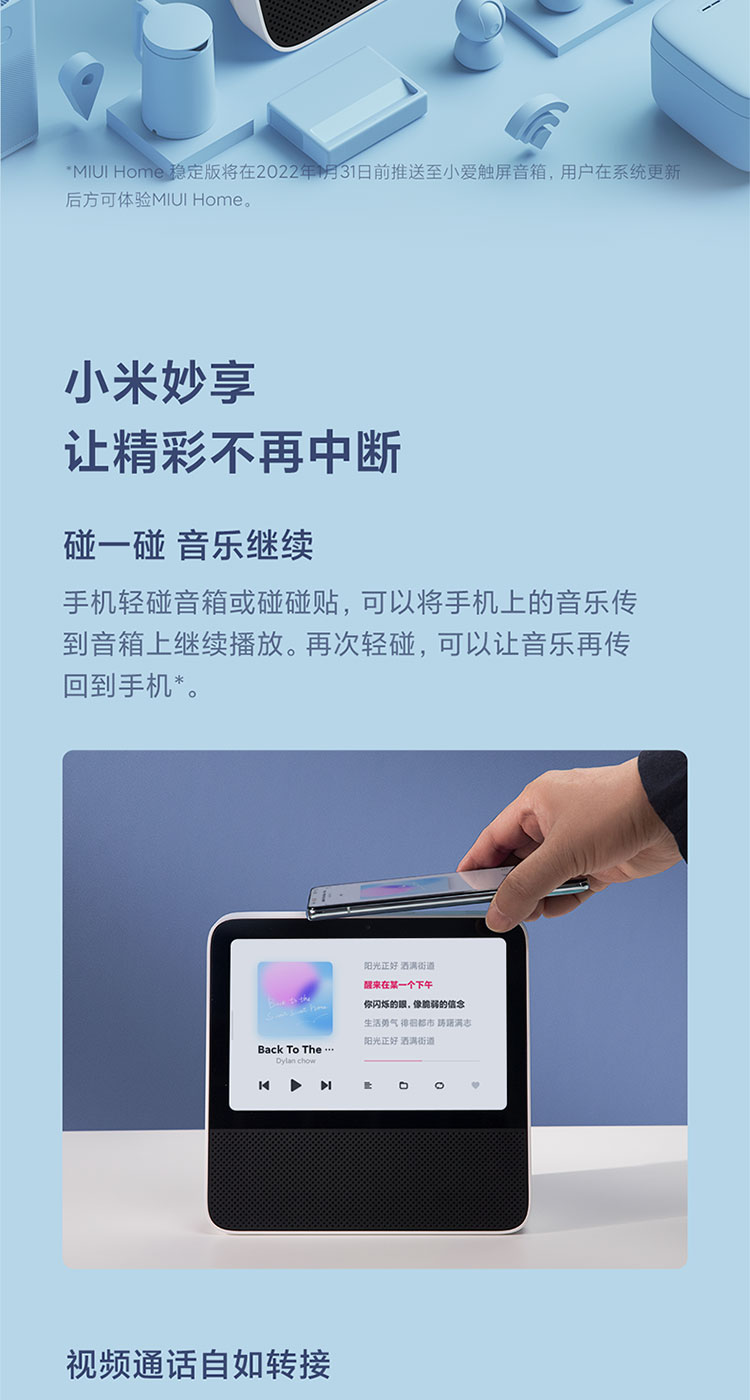 *MIUI Home 稳定版将在2022年1月31日前推送至小爱触屏音箱，用户在系统更新
后方可体验MIUI Home。
小米妙享
让精彩不再中断
碰一碰 音乐继续
手机轻碰音箱或碰碰贴，可以将手机上的音乐传
到音箱上继续播放。再次轻碰，可以让音乐再传
回到手机*。
Back to the
Sweet Home
Back To The ···
Dylan chow
阳光正好 洒满街道
醒来在某一个下午
你闪烁的眼、像脆弱的信念
生活勇气 徘徊都市 踌躇满志
阳光正好 洒满街道
视频通话自如转接